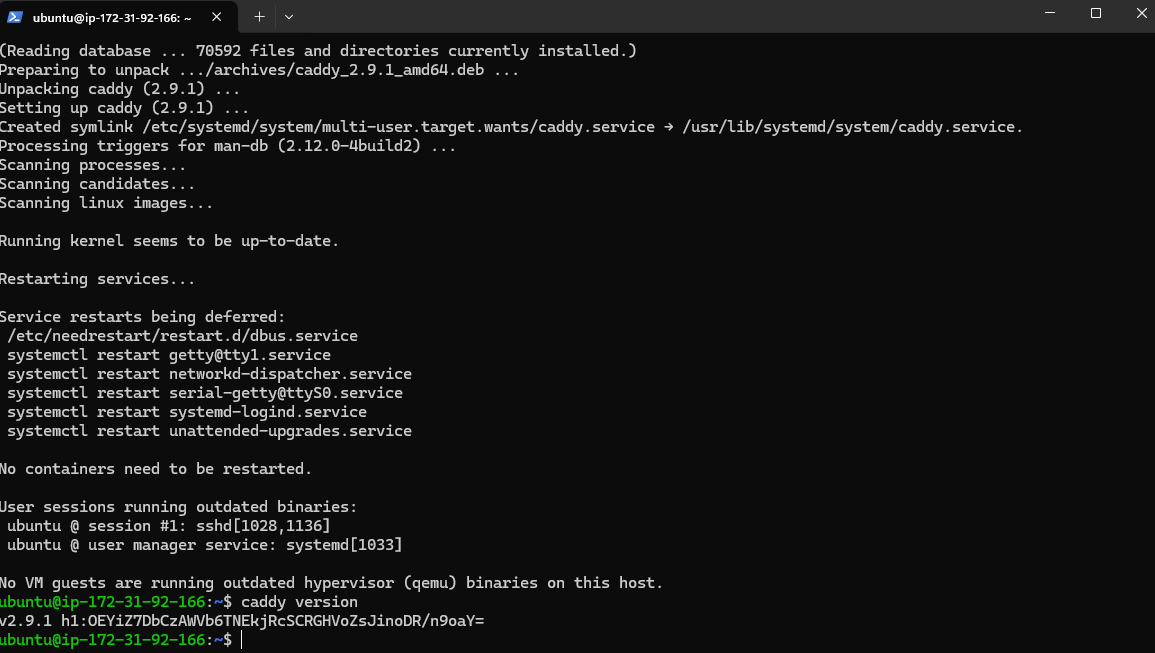 ubuntu@ip-172-31-92-166: ~
(Reading database ... 70592 files and directories currently installed.)
Preparing to unpack .../archives/caddy_2.9.1_amd64.deb ...
Unpacking caddy (2.9.1) ...
Setting up caddy (2.9.1) ...
Created symlink /etc/systemd/system/multi-user.target.wants/caddy.service → /usr/lib/systemd/system/caddy.service.
Processing triggers for man-db (2.12.0-4build2) ...
Scanning processes...
Scanning candidates...
Scanning linux images...
Running kernel seems to be up-to-date.
Restarting services...
Service restarts being deferred:
/etc/needrestart/restart.d/dbus.service
systemctl restart getty@tty1.service
systemctl restart networkd-dispatcher.service
systemctl restart serial-getty@ttyS0.service
systemctl restart systemd-logind.service
systemctl restart unattended-upgrades.service
No containers need to be restarted.
User sessions running outdated binaries:
ubuntu @ session #1: sshd[1028,1136]
ubuntu @ user manager service: systemd[1033]
No VM guests are running outdated hypervisor (qemu) binaries on this host.
ubuntu@ip-172-31-92-166:~$ caddy version
v2.9.1 h1:OEYiZ7DbCzAWVb6TNEkjRcSCRGHVoZsJinoDR/n9oaY=
ubuntu@ip-172-31-92-166:~$